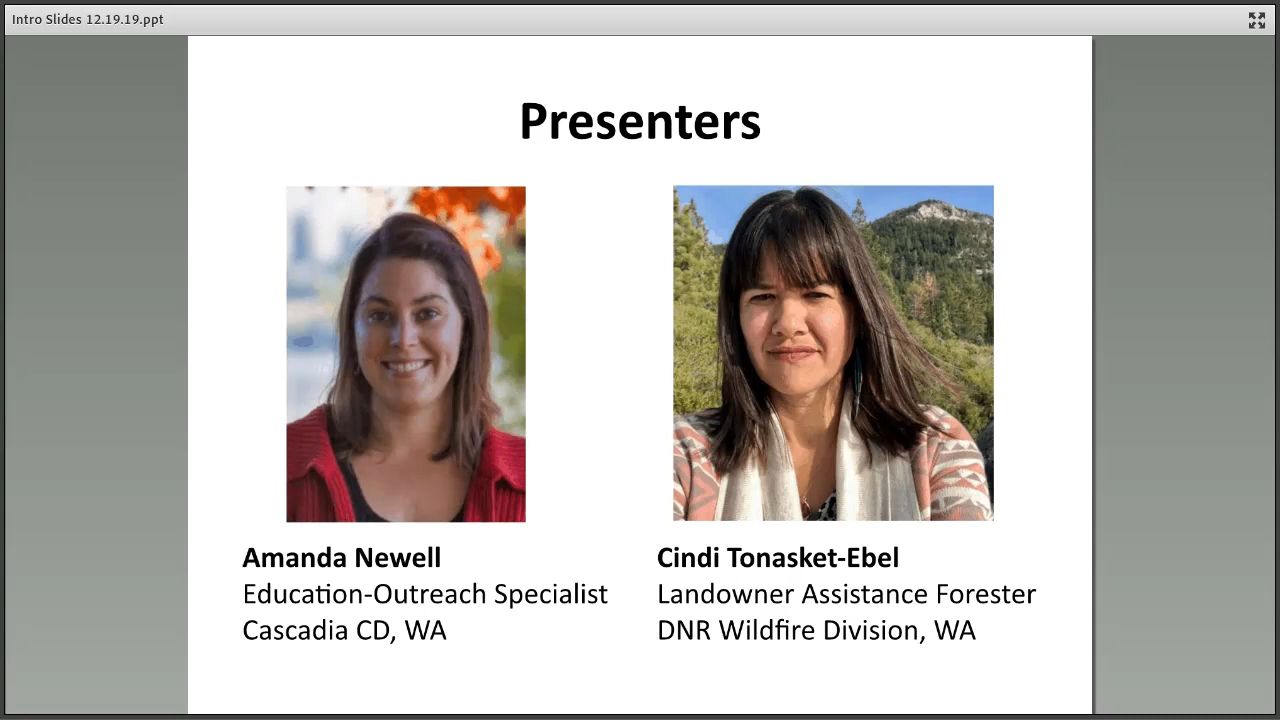 Intro Slides 12.19.19.ppt
Presenters
Amanda Newell
Education-Outreach Specialist
Cascadia CD, WA
Cindi Tonasket-Ebel
Landowner Assistance Forester
DNR Wildfire Division, WA